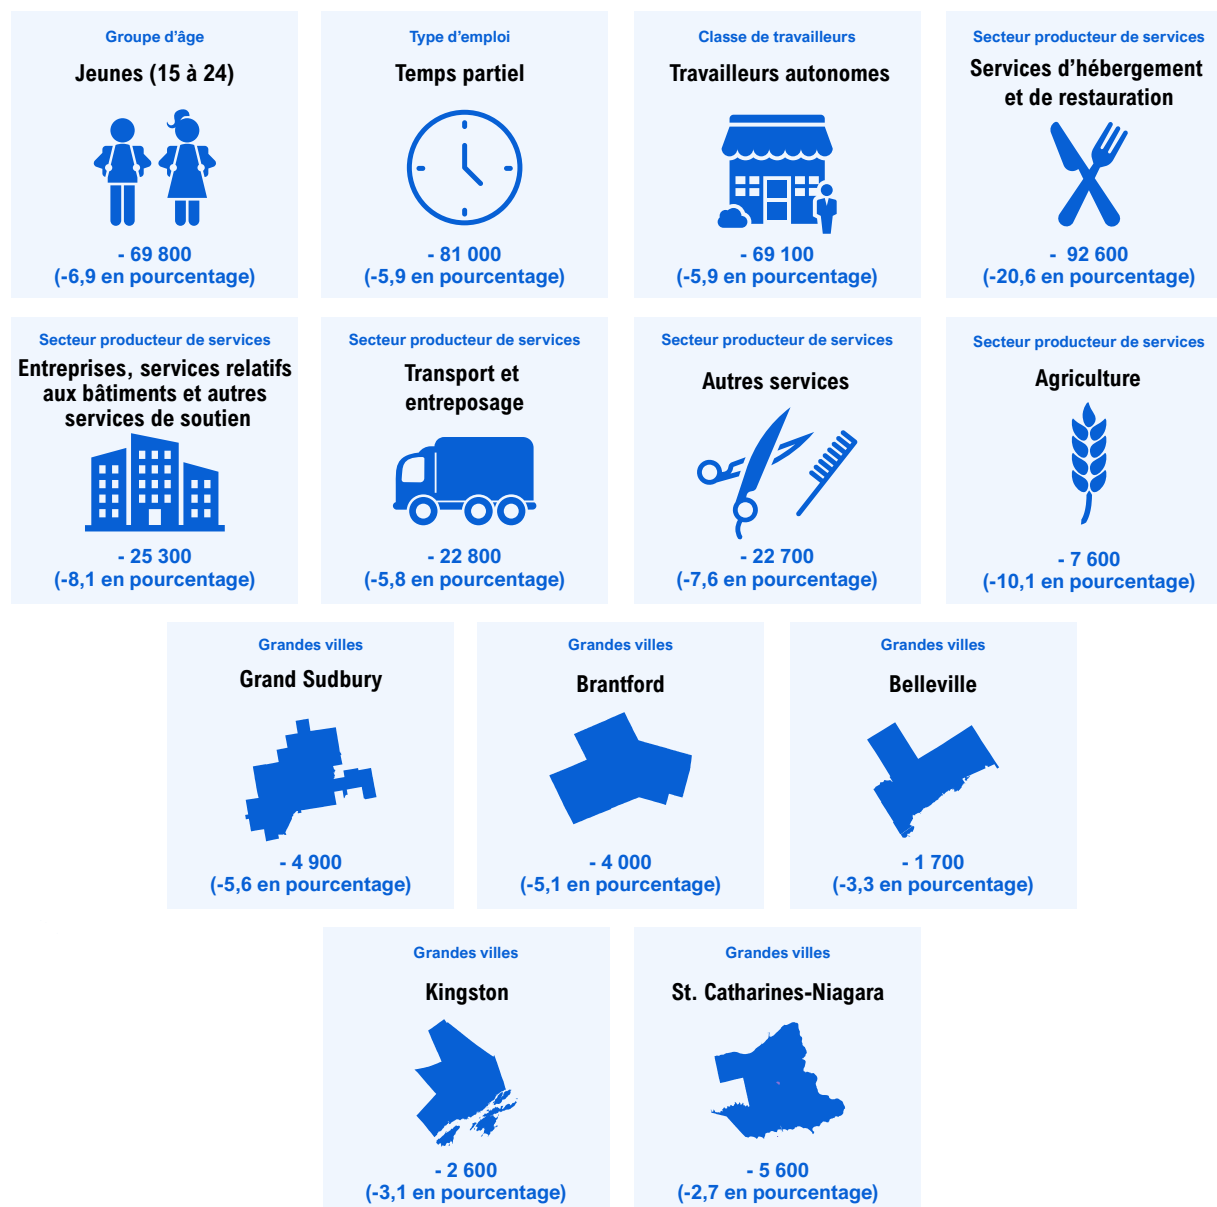 Groupe d’âge
Jeunes (15 à 24)
- 69 800
(-6,9 en pourcentage)
Type d’emploi
Temps partiel
- 81 000
(-5,9 en pourcentage)
Classe de travailleurs
Travailleurs autonomes
- 69 100
(-5,9 en pourcentage)
Secteur producteur de services
Services d’hébergement
et de restauration
- 92 600
(-20,6 en pourcentage)
Secteur producteur de services
Entreprises, services relatifs
aux bâtiments et autres
services de soutien
- 25 300
(-8,1 en pourcentage)
Secteur producteur de services
Transport et
entreposage
- 22 800
(-5,8 en pourcentage)
Secteur producteur de services
Autres services
- 22 700
(-7,6 en pourcentage)
Secteur producteur de services
Agriculture
- 7 600
(-10,1 en pourcentage)
Grandes villes
Grand Sudbury
- 4 900
(-5,6 en pourcentage)
Grandes villes
Brantford
- 4 000
(-5,1 en pourcentage)
Grandes villes
Belleville
- 1 700
(-3,3 en pourcentage)
Grandes villes
Kingston
- 2 600
(-3,1 en pourcentage)
Grandes villes
St. Catharines-Niagara
- 5 600
(-2,7 en pourcentage)